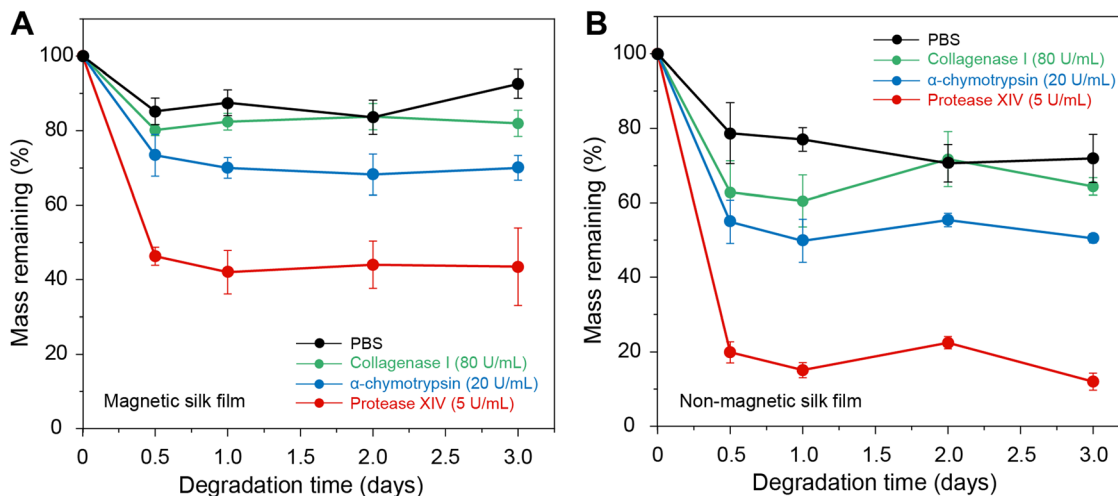 A
Mass remaining (%)
100
80
60
40
20
0
PBS
Collagenase I (80 U/mL)
α-chymotrypsin (20 U/mL)
Protease XIV (5 U/mL)
Magnetic silk film
0 0.5 1.0 1.5 2.0 2.5 3.0
Degradation time (days)
B
Mass remaining (%)
100
80
60
40
20
0
PBS
Collagenase I (80 U/mL)
α-chymotrypsin (20 U/mL)
Protease XIV (5 U/mL)
Non-magnetic silk film
0 0.5 1.0 1.5 2.0 2.5 3.0
Degradation time (days)